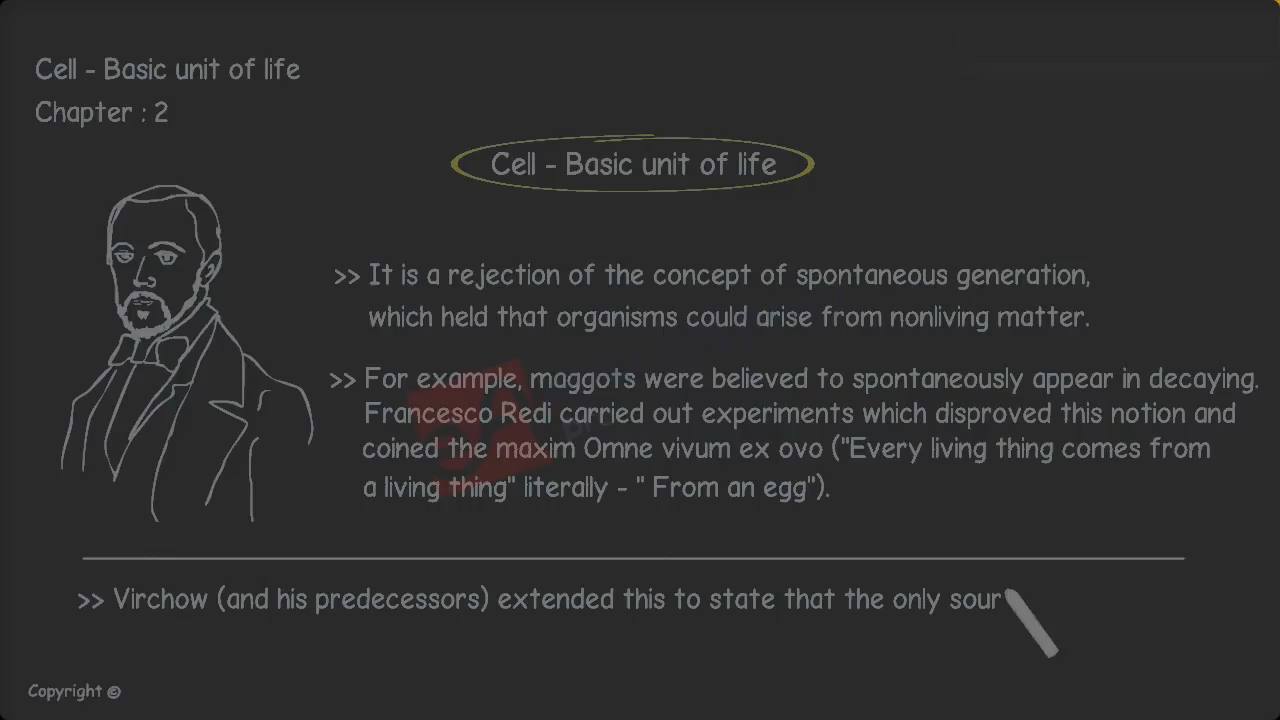 Cell - Basic unit of life
Chapter : 2
Cell - Basic unit of life
>> It is a rejection of the concept of spontaneous generation,
which held that organisms could arise from nonliving matter.
>> For example, maggots were believed to spontaneously appear in decaying.
Francesco Redi carried out experiments which disproved this notion and
coined the maxim Omne vivum ex ovo ("Every living thing comes from
a living thing" literally - " From an egg").
>> Virchow (and his predecessors) extended this to state that the only sour
Copyright ©